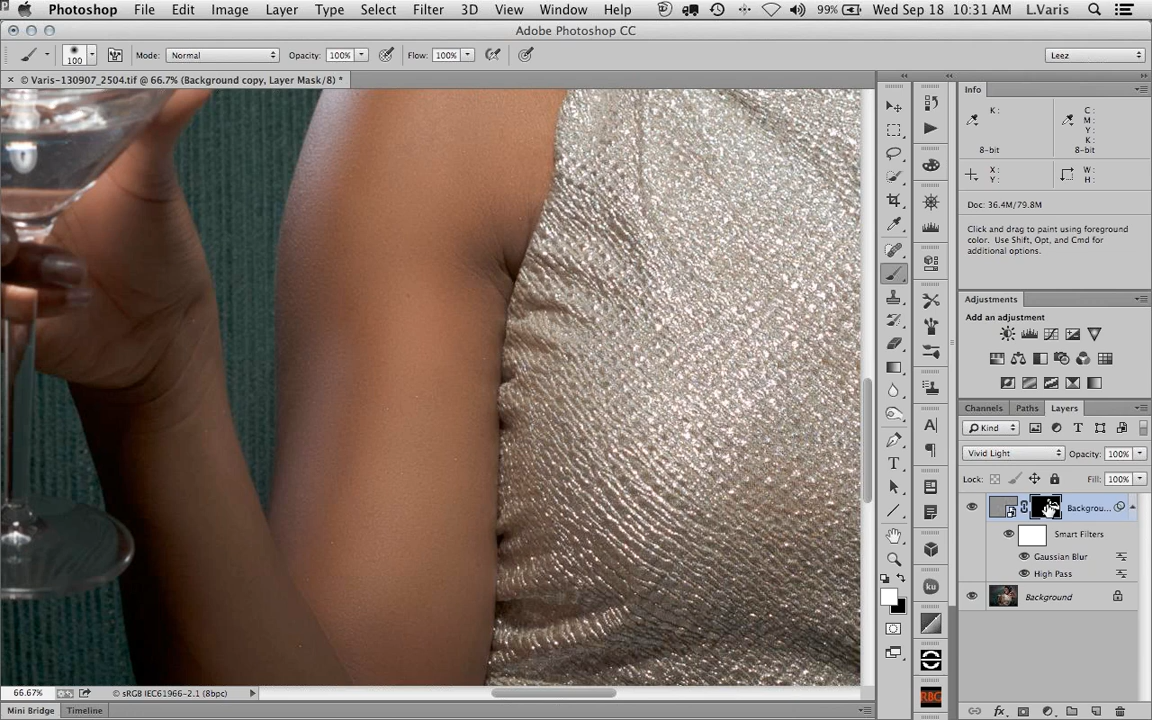 Photoshop File Edit Image Layer Type Select Filter 3D View Window Help 99% Wed Sep 18 10:31 AM L.Varis
Adobe Photoshop CC
100 Mode: Normal Opacity: 100% Flow: 100% Leez
× © Varis-130907_2504.tif @ 66.7% (Background copy, Layer Mask/8) *
Info
K:
8-bit
C:
M:
Y:
K:
8-bit
X:
Y:
W:
H:
Doc: 36.4M/79.8M
Click and drag to paint using foreground
color. Use Shift, Opt, and Cmd for
additional options.
Adjustments
Add an adjustment
Channels Paths Layers
Kind
Vivid Light Opacity: 100%
Lock: Fill: 100%
Backgrou...
Smart Filters
Gaussian Blur
High Pass
Background
A
T
ku
RBG
fx
66.67% © sRGB IEC61966-2.1 (8bpc)
Mini Bridge Timeline